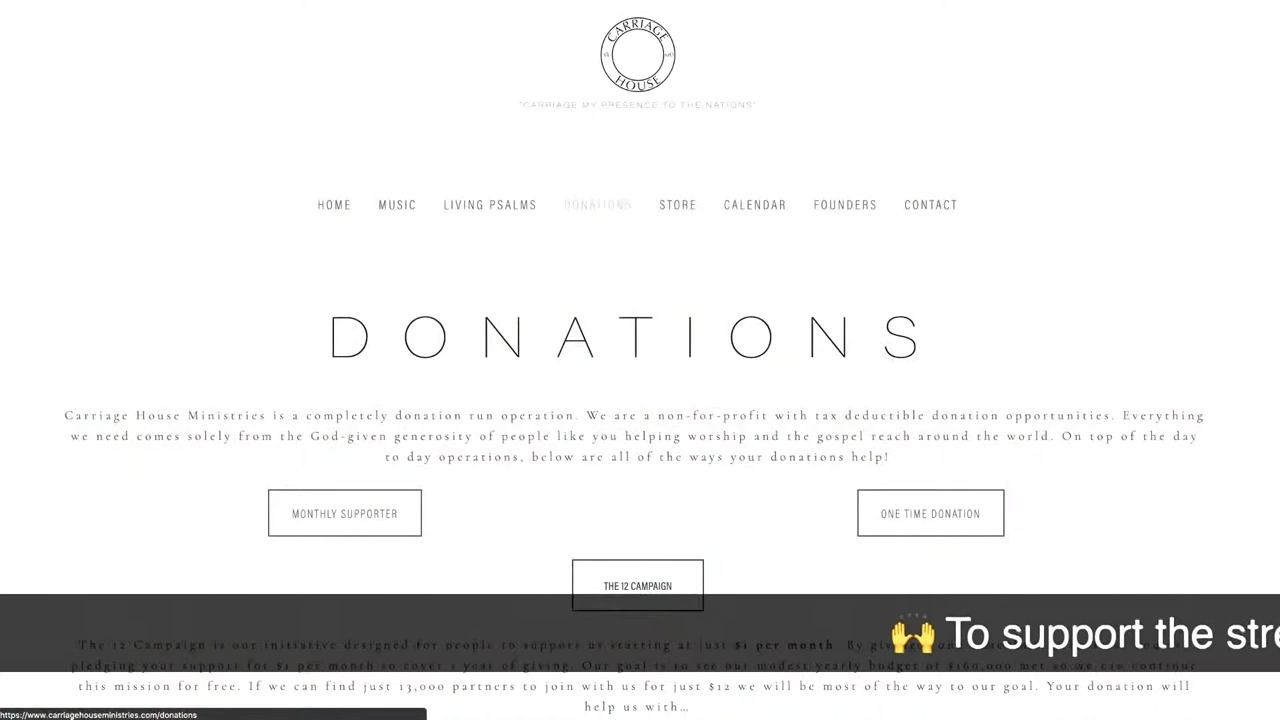 CARRIAGE
HOUSE
"CARRIAGE MY PRESENCE TO THE NATIONS"
HOME MUSIC LIVING PSALMS DONATIONS STORE CALENDAR FOUNDERS CONTACT
DONATIONS
Carriage House Ministries is a completely donation run operation. We are a non-for-profit with tax deductible donation opportunities. Everything
we need comes solely from the God-given generosity of people like you helping worship and the gospel reach around the world. On top of the day
to day operations, below are all of the ways your donations help!
MONTHLY SUPPORTER ONE TIME DONATION
THE 12 CAMPAIGN
🙌 To support the stre
The 12 Campaign is our initiative designed for people to support us starting at just $1 per month. By
pledging your support for $1 per month to cover 1 year of giving. Our goal is to see our modest yearly budget of $160,000 met so we can continue
this mission for free. If we can find just 13,000 partners to join with us for just $12 we will be most of the way to our goal. Your donation will
help us with…
https://www.carriagehouseministries.com/donations